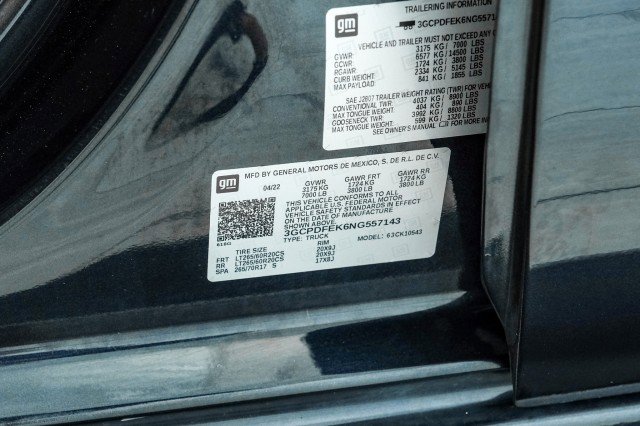 TRAILERING INFORMATION
gm
3GCPDFEK6NG557143
VEHICLE AND TRAILER MUST NOT EXCEED ANY OF
GVWR 3175 KG / 7000 LBS
GCWR 6577 KG / 14500 LBS
RGAWR 1724 KG / 3800 LBS
CURB WEIGHT 2334 KG / 5145 LBS
MAX PAYLOAD 841 KG / 1855 LBS
SAE J2807 TRAILER WEIGHT RATING (TWR) FOR
CONVENTIONAL TWR 4037 KG / 8900 LBS
MAX TONGUE WEIGHT 404 KG / 890 LBS
GOOSENECK TWR 3992 KG / 8800 LBS
MAX TONGUE WEIGHT 599 KG / 1320 LBS
SEE OWNER'S MANUAL FOR MORE INFO
MFD BY GENERAL MOTORS DE MEXICO, S. DE R.L. DE C.V.
gm
04/22
GVWR GAWR FRT GAWR RR
3175 KG 1724 KG 1724 KG
7000 LB 3800 LB 3800 LB
THIS VEHICLE CONFORMS TO ALL
APPLICABLE U.S. FEDERAL MOTOR
VEHICLE SAFETY STANDARDS IN EFFECT
ON THE DATE OF MANUFACTURE
SHOWN ABOVE.
3GCPDFEK6NG557143
TYPE: TRUCK MODEL: 63CK10543
TIRE SIZE RIM
FRT LT265/60R20CS 20X9J
RR LT265/60R20CS 20X9J
SPA 265/70R17 S 17X8J